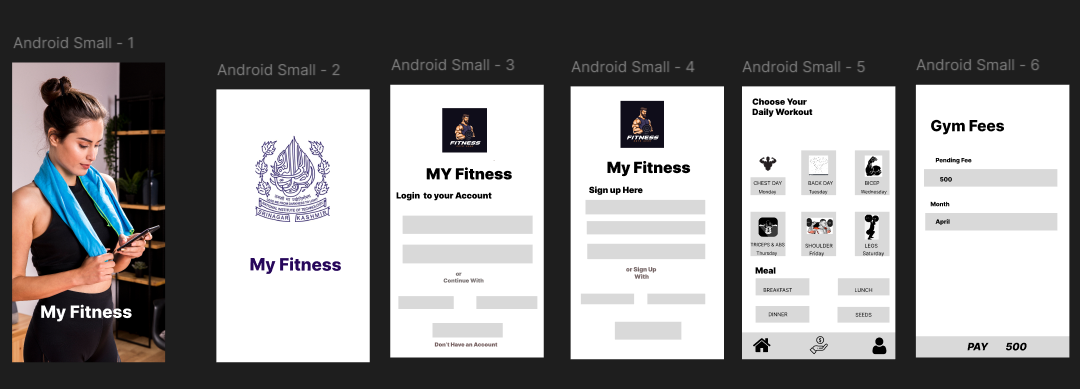 Android Small - 1
My Fitness
Android Small - 2
NATIONAL INSTITUTE OF TECHNOLOGY
SRINAGAR KASHMIR
My Fitness
Android Small - 3
FITNESS
MY Fitness
Login to your Account
or
Continue With
Don't Have an Account
Android Small - 4
FITNESS
My Fitness
Sign up Here
or Sign Up
With
Android Small - 5
Choose Your
Daily Workout
CHEST DAY
Monday
BACK DAY
Tuesday
BICEP
Wednesday
TRICEPS & ABS
Thursday
SHOULDER
Friday
LEGS
Saturday
Meal
BREAKFAST
LUNCH
DINNER
SEEDS
Android Small - 6
Gym Fees
Pending Fee
500
Month
April
PAY 500